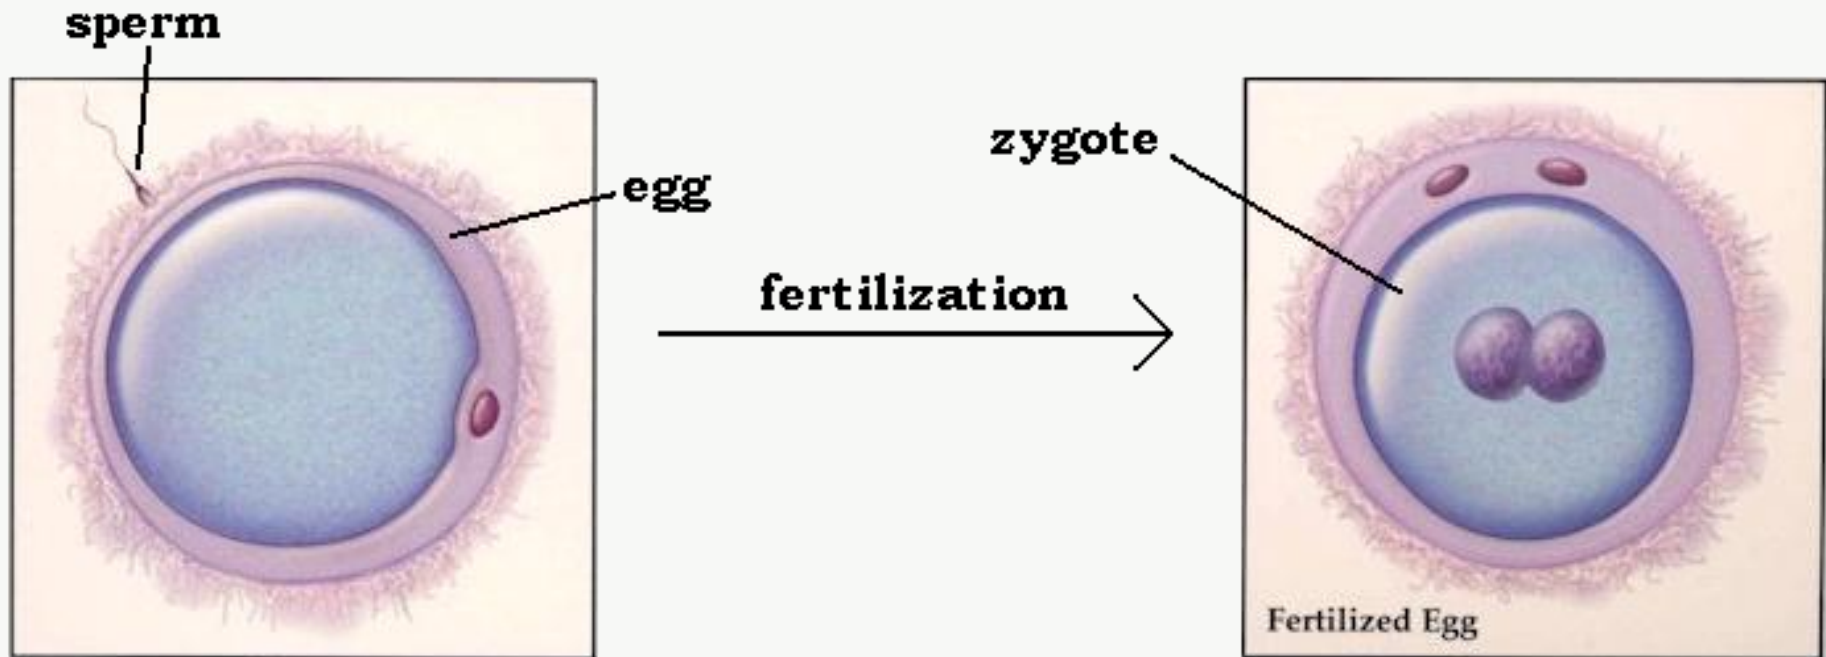 sperm
egg
fertilization
zygote
Fertilized Egg